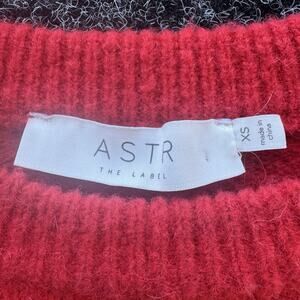 ASTR
THE LABEL
XS
made in
china